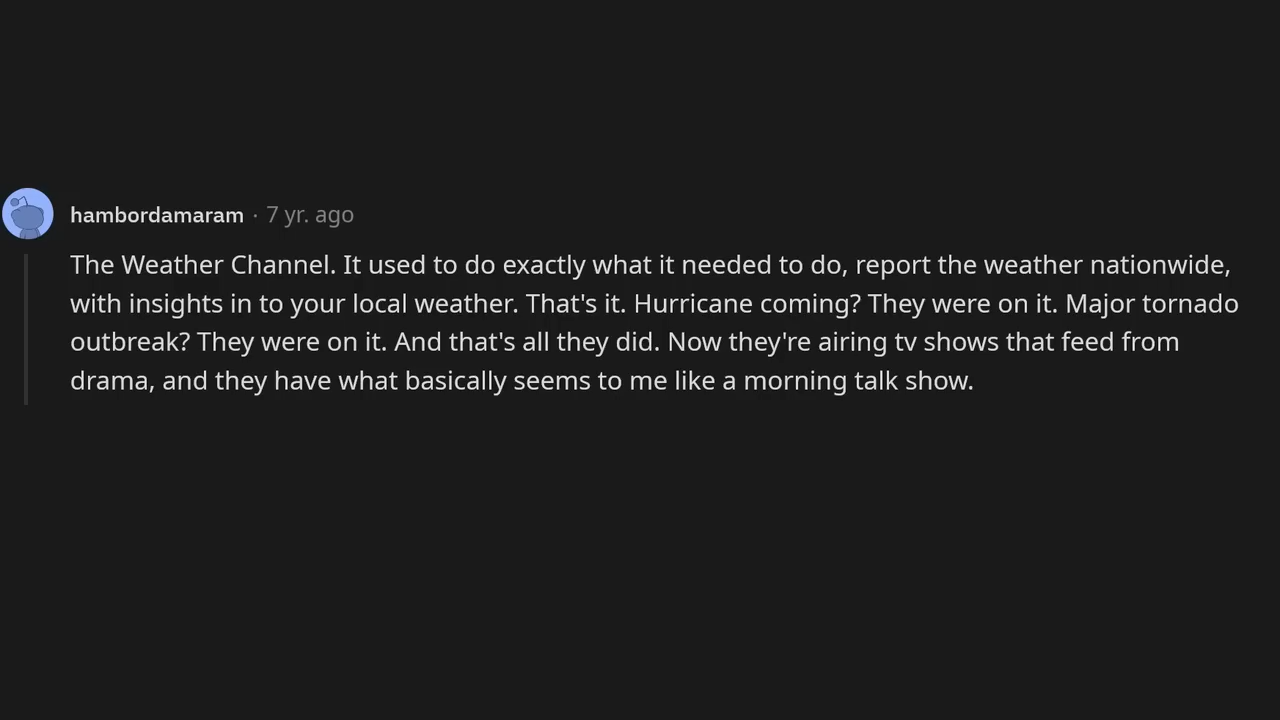 hambordamaram · 7 yr. ago
The Weather Channel. It used to do exactly what it needed to do, report the weather nationwide,
with insights in to your local weather. That's it. Hurricane coming? They were on it. Major tornado
outbreak? They were on it. And that's all they did. Now they're airing tv shows that feed from
drama, and they have what basically seems to me like a morning talk show.